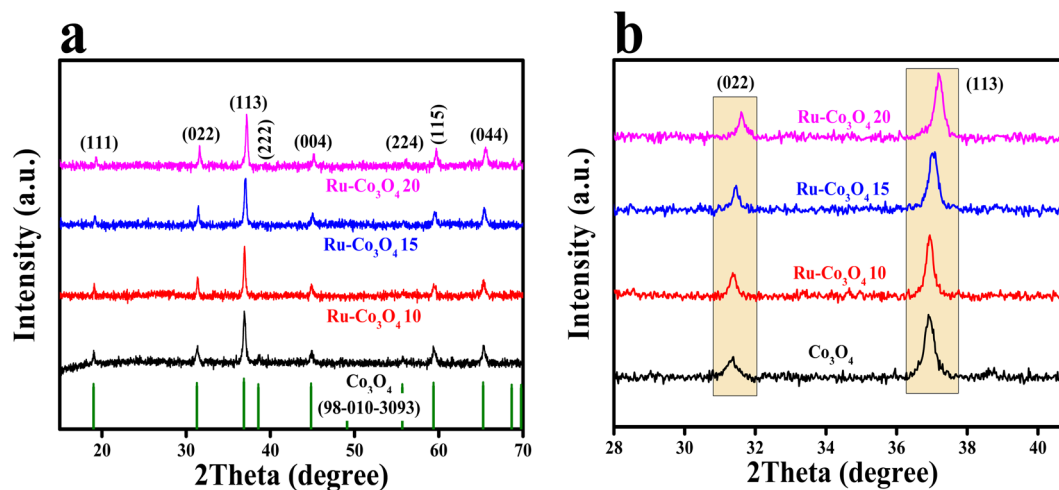 a
Intensity (a.u.)
(111)
(022)
(113)
(222)
(004)
(224)
(115)
(044)
Ru-Co₃O₄ 20
Ru-Co₃O₄ 15
Ru-Co₃O₄ 10
Co₃O₄
(98-010-3093)
20 30 40 50 60 70
2Theta (degree)
b
Intensity (a.u.)
(022)
(113)
Ru-Co₃O₄ 20
Ru-Co₃O₄ 15
Ru-Co₃O₄ 10
Co₃O₄
28 30 32 34 36 38 40
2Theta (degree)